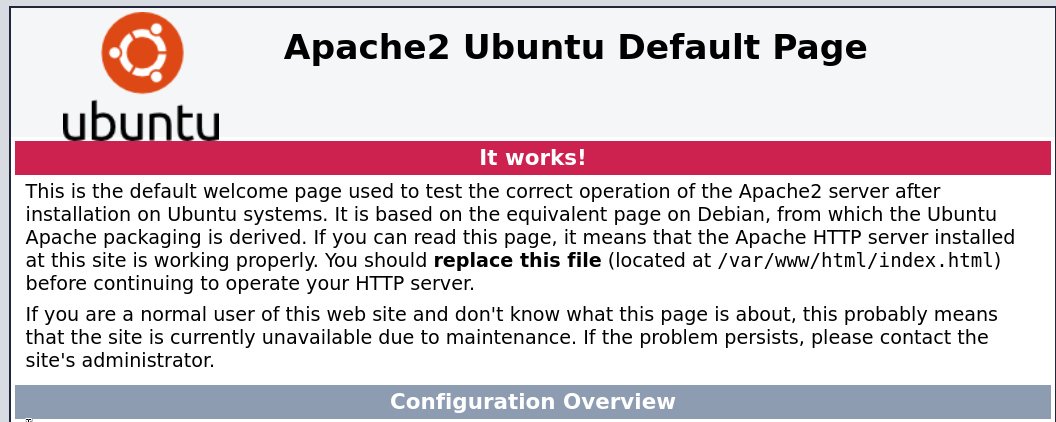 ubuntu
Apache2 Ubuntu Default Page
It works!
This is the default welcome page used to test the correct operation of the Apache2 server after
installation on Ubuntu systems. It is based on the equivalent page on Debian, from which the Ubuntu
Apache packaging is derived. If you can read this page, it means that the Apache HTTP server installed
at this site is working properly. You should replace this file (located at /var/www/html/index.html)
before continuing to operate your HTTP server.
If you are a normal user of this web site and don't know what this page is about, this probably means
that the site is currently unavailable due to maintenance. If the problem persists, please contact the
site's administrator.
Configuration Overview